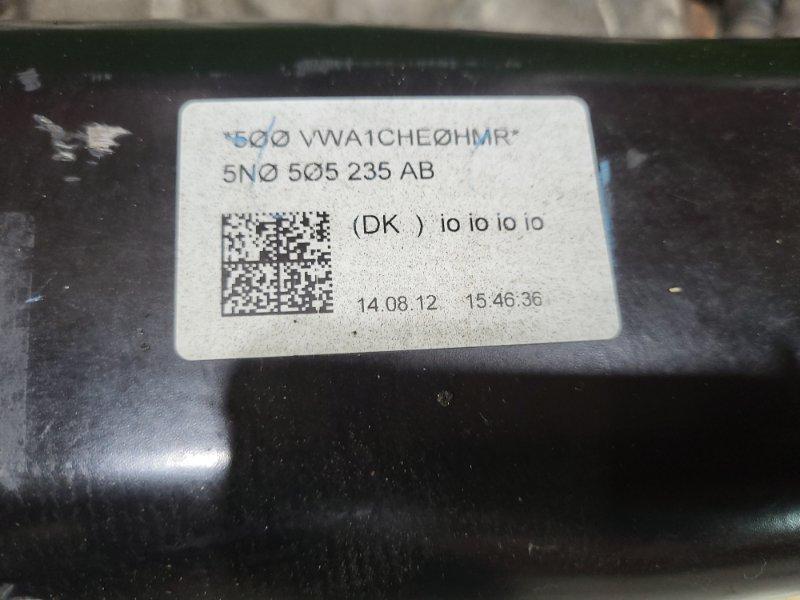 *5ØØ VWA1CHEØHMR*
5NØ 5Ø5 235 AB
(DK ) io io io io
14.08.12 15:46:36